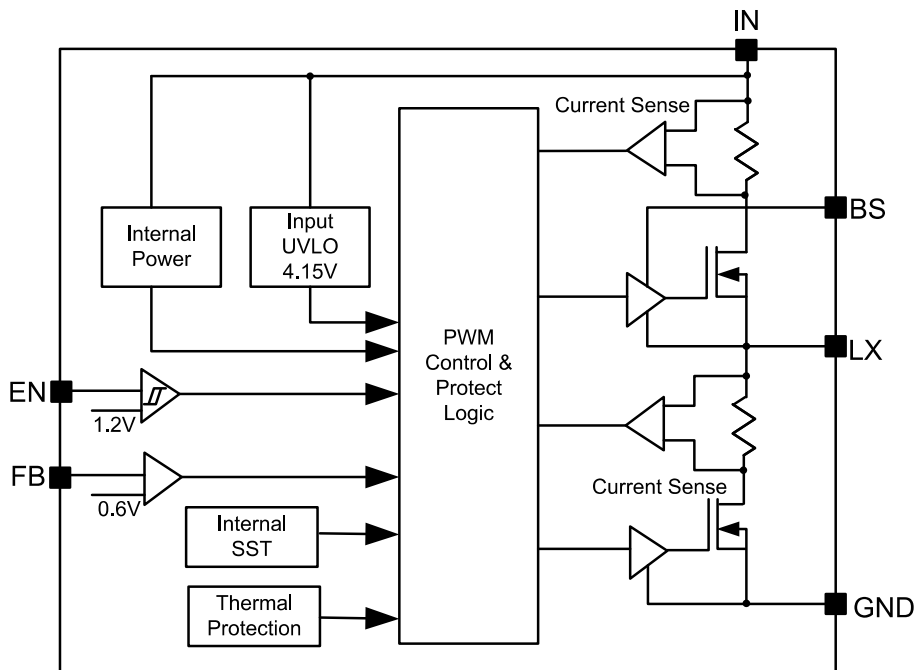 IN
Current Sense
BS
Internal
Power
Input
UVLO
4.15V
PWM
Control &
Protect
Logic
LX
EN
1.2V
FB
0.6V
Current Sense
Internal
SST
Thermal
Protection
GND